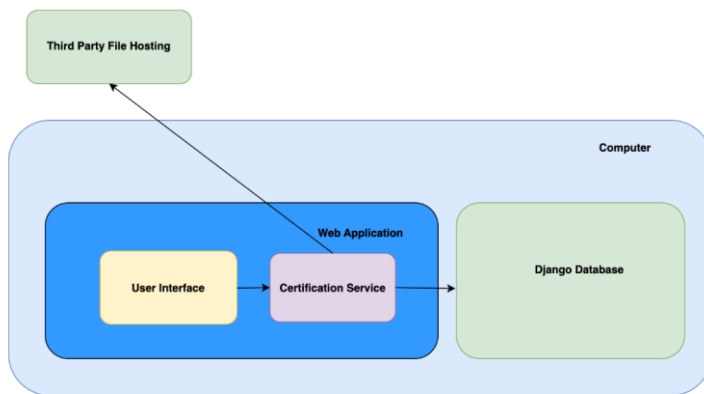 Third Party File Hosting
Computer
Web Application
Django Database
User Interface
Certification Service